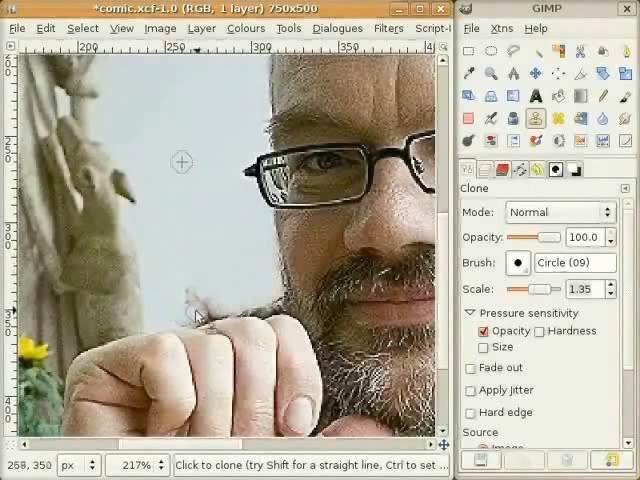 *comic.xcf-1.0 (RGB, 1 layer) 750x500
GIMP
File Edit Select View Image Layer Colours Tools Dialogues Filters Script-
File Xtns Help
200 250 300 350 4
Clone
Mode: Normal
Opacity: 100.0
Brush: Circle (09)
Scale: 1.35
Pressure sensitivity
Opacity Hardness
Size
Fade out
Apply Jitter
Hard edge
Source
Image
258, 350 px 217% Click to clone (try Shift for a straight line, Ctrl to set ...